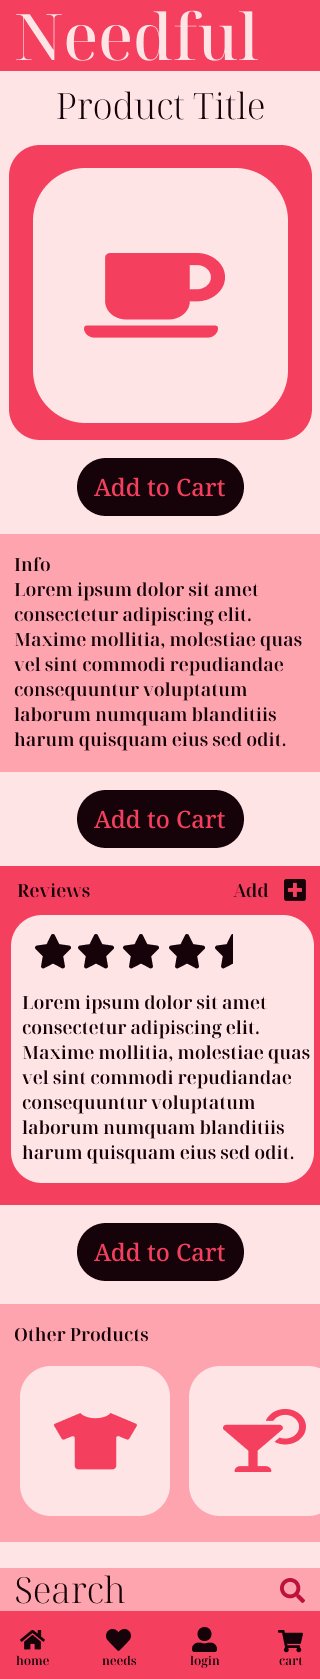 Needful
Product Title
Add to Cart
Info
Lorem ipsum dolor sit amet
consectetur adipiscing elit.
Maxime mollitia, molestiae quas
vel sint commodi repudiandae
consequuntur voluptatum
laborum numquam blanditiis
harum quisquam eius sed odit.
Add to Cart
Reviews Add
Lorem ipsum dolor sit amet
consectetur adipiscing elit.
Maxime mollitia, molestiae quas
vel sint commodi repudiandae
consequuntur voluptatum
laborum numquam blanditiis
harum quisquam eius sed odit.
Add to Cart
Other Products
Search
home needs login cart